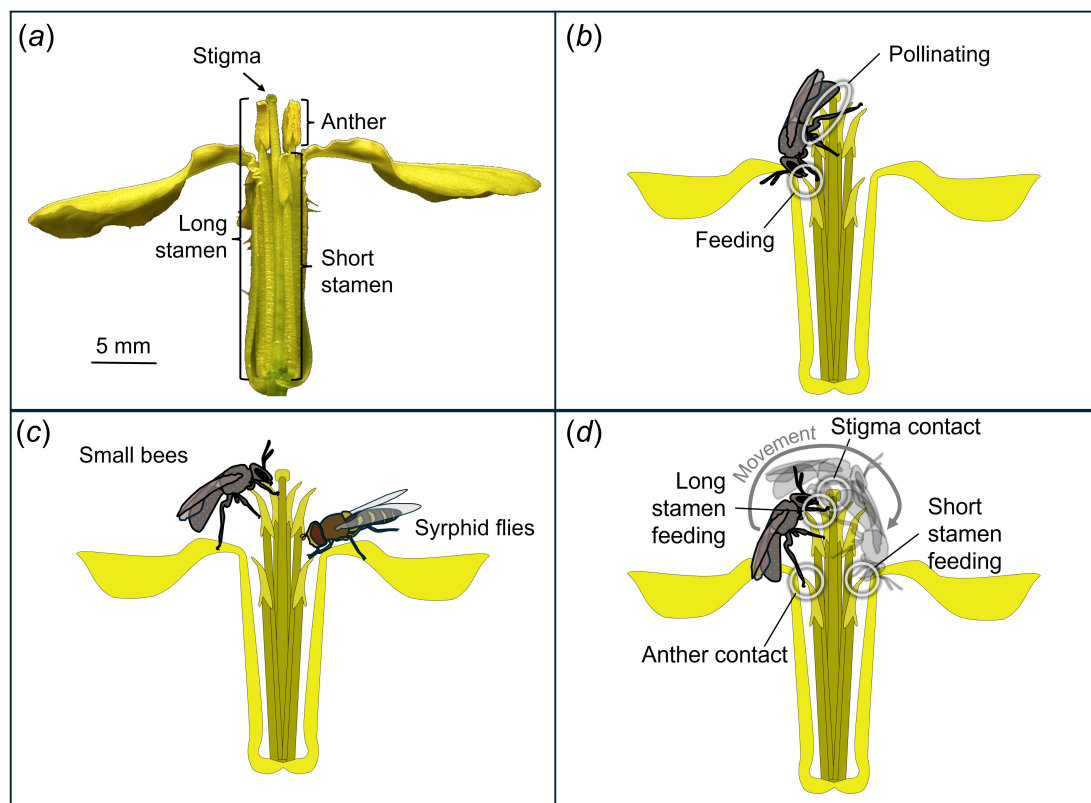 (a)
Stigma
Anther
Long
stamen
Short
stamen
5 mm
(b)
Pollinating
Feeding
(c)
Small bees
Syrphid flies
(d)
Stigma contact
Movement
Long
stamen
feeding
Short
stamen
feeding
Anther contact